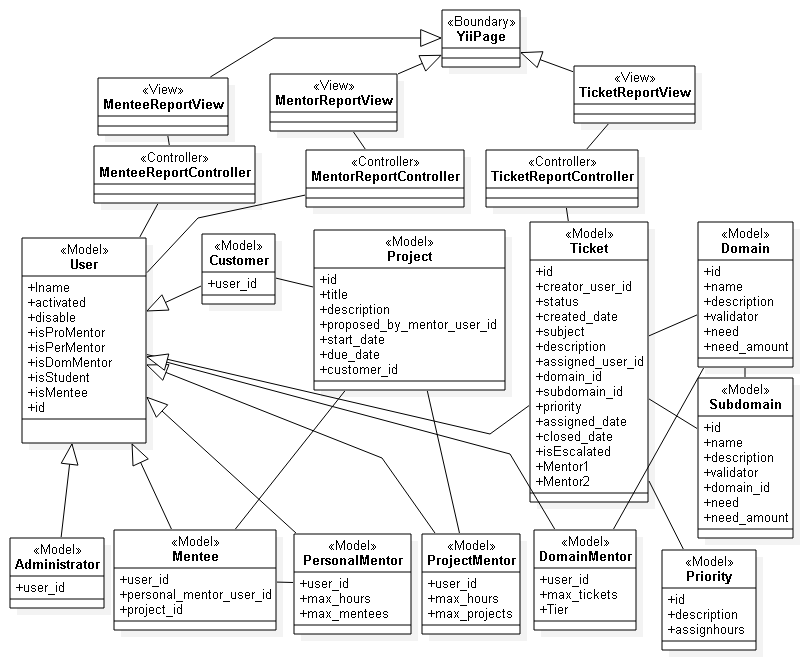 «Boundary»
YiiPage
«View»
MenteeReportView
«View»
MentorReportView
«View»
TicketReportView
«Controller»
MenteeReportController
«Controller»
MentorReportController
«Controller»
TicketReportController
«Model»
User
+lname
+activated
+disable
+isProMentor
+isPerMentor
+isDomMentor
+isStudent
+isMentee
+id
«Model»
Customer
+user_id
«Model»
Project
+id
+title
+description
+proposed_by_mentor_user_id
+start_date
+due_date
+customer_id
«Model»
Ticket
+id
+creator_user_id
+status
+created_date
+subject
+description
+assigned_user_id
+domain_id
+subdomain_id
+priority
+assigned_date
+closed_date
+isEscalated
+Mentor1
+Mentor2
«Model»
Domain
+id
+name
+description
+validator
+need
+need_amount
«Model»
Subdomain
+id
+name
+description
+validator
+domain_id
+need
+need_amount
«Model»
Administrator
+user_id
«Model»
Mentee
+user_id
+personal_mentor_user_id
+project_id
«Model»
PersonalMentor
+user_id
+max_hours
+max_mentees
«Model»
ProjectMentor
+user_id
+max_hours
+max_projects
«Model»
DomainMentor
+user_id
+max_tickets
+Tier
«Model»
Priority
+id
+description
+assignhours